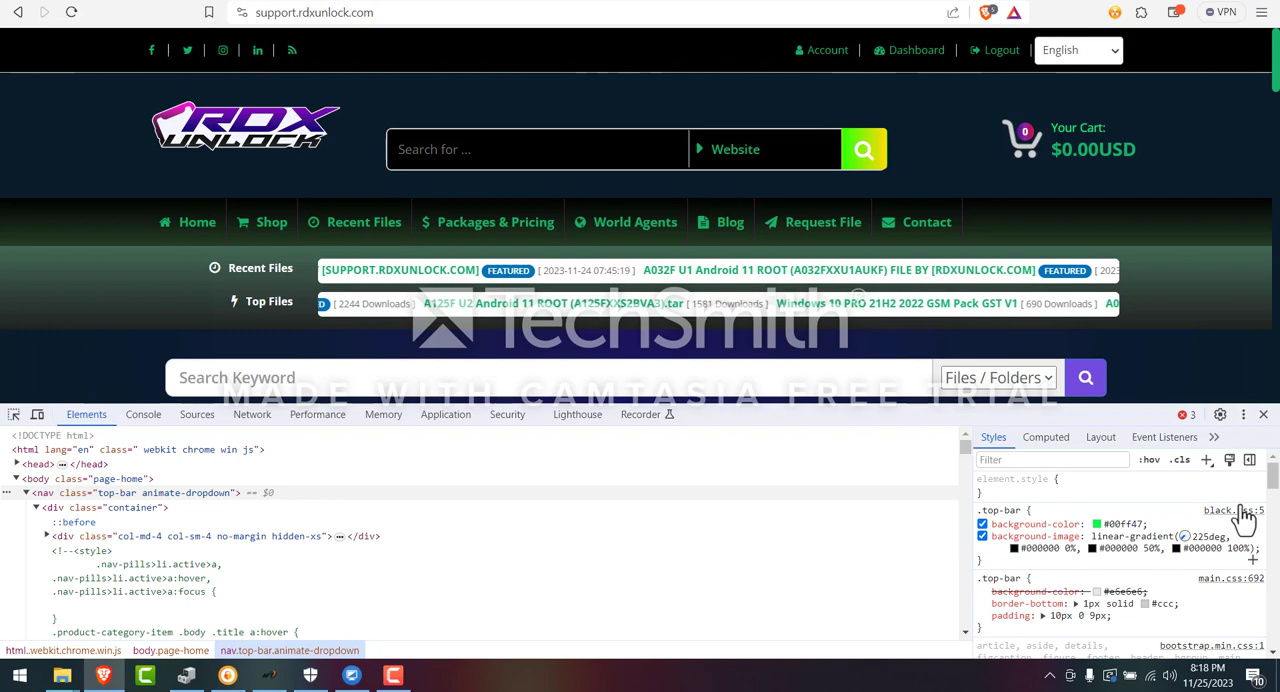 support.rdxunlock.com
5
VPN
Account | Dashboard | Logout | English
RDX
UNLOCK
Search for ...
Website
0
Your Cart:
$0.00USD
Home
Shop
Recent Files
Packages & Pricing
World Agents
Blog
Request File
Contact
Recent Files
[SUPPORT.RDXUNLOCK.COM] FEATURED [ 2023-11-24 07:45:19 ] A032F U1 Android 11 ROOT (A032FXXU1AUKF) FILE BY [RDXUNLOCK.COM] FEATURED [ 2023
Top Files
D [ 2244 Downloads ] A125F U2 Android 11 ROOT (A125FXXS2BVA3).tar [ 1581 Downloads ] Windows 10 PRO 21H2 2022 GSM Pack GST V1 [ 690 Downloads ] A0
TechSmith®
Search Keyword
Files / Folders
MADE WITH CAMTASIA FREE TRIAL
Elements Console Sources Network Performance Memory Application Security Lighthouse Recorder 3
<!DOCTYPE html>
<html lang="en" class=" webkit chrome win js">
<head> ⋯ </head>
<body class="page-home">
<nav class="top-bar animate-dropdown"> == $0
<div class="container">
::before
<div class="col-md-4 col-sm-4 no-margin hidden-xs"> ⋯ </div>
<!--<style>
.nav-pills>li.active>a,
.nav-pills>li.active>a:hover,
.nav-pills>li.active>a:focus {
}
.product-category-item .body .title a:hover {
html..webkit.chrome.win.js body.page-home nav.top-bar.animate-dropdown
Styles Computed Layout Event Listeners
Filter
:hov .cls
element.style {
}
.top-bar {
background-color: #00ff47;
background-image: linear-gradient( 225deg,
#000000 0%, #000000 50%, #000000 100%);
}
.top-bar { main.css:692
background-color: #e6e6e6;
border-bottom: 1px solid #ccc;
padding: 10px 0 9px;
}
article, aside, details, bootstrap.min.css:1
8:18 PM
11/25/2023
10